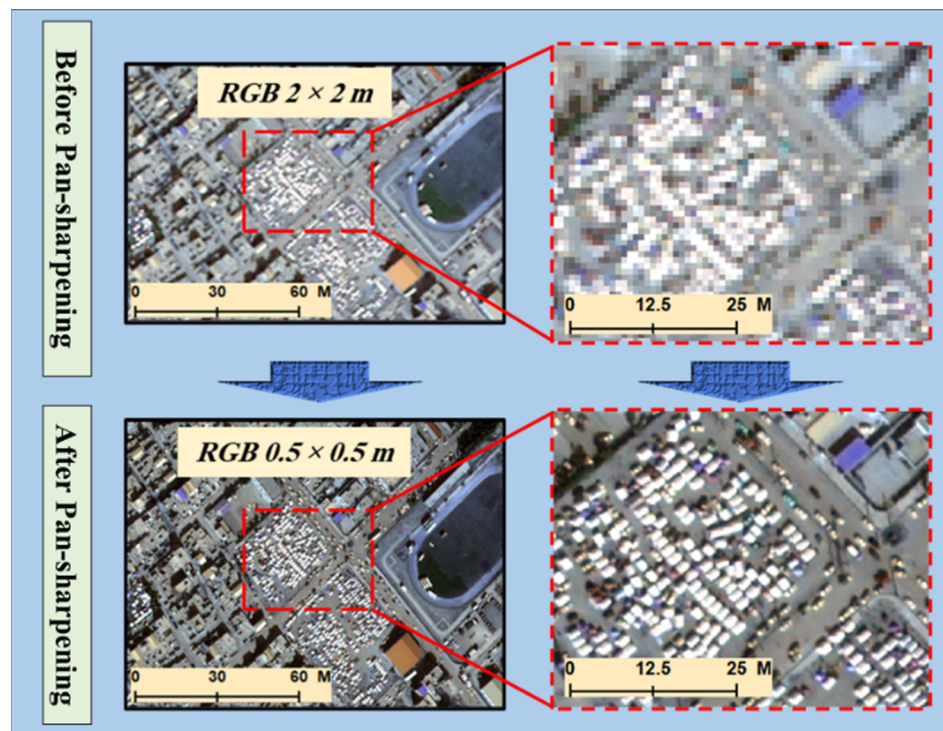 Before Pan-sharpening
RGB 2 × 2 m
0 30 60 M
0 12.5 25 M
After Pan-sharpening
RGB 0.5 × 0.5 m
0 30 60 M
0 12.5 25 M